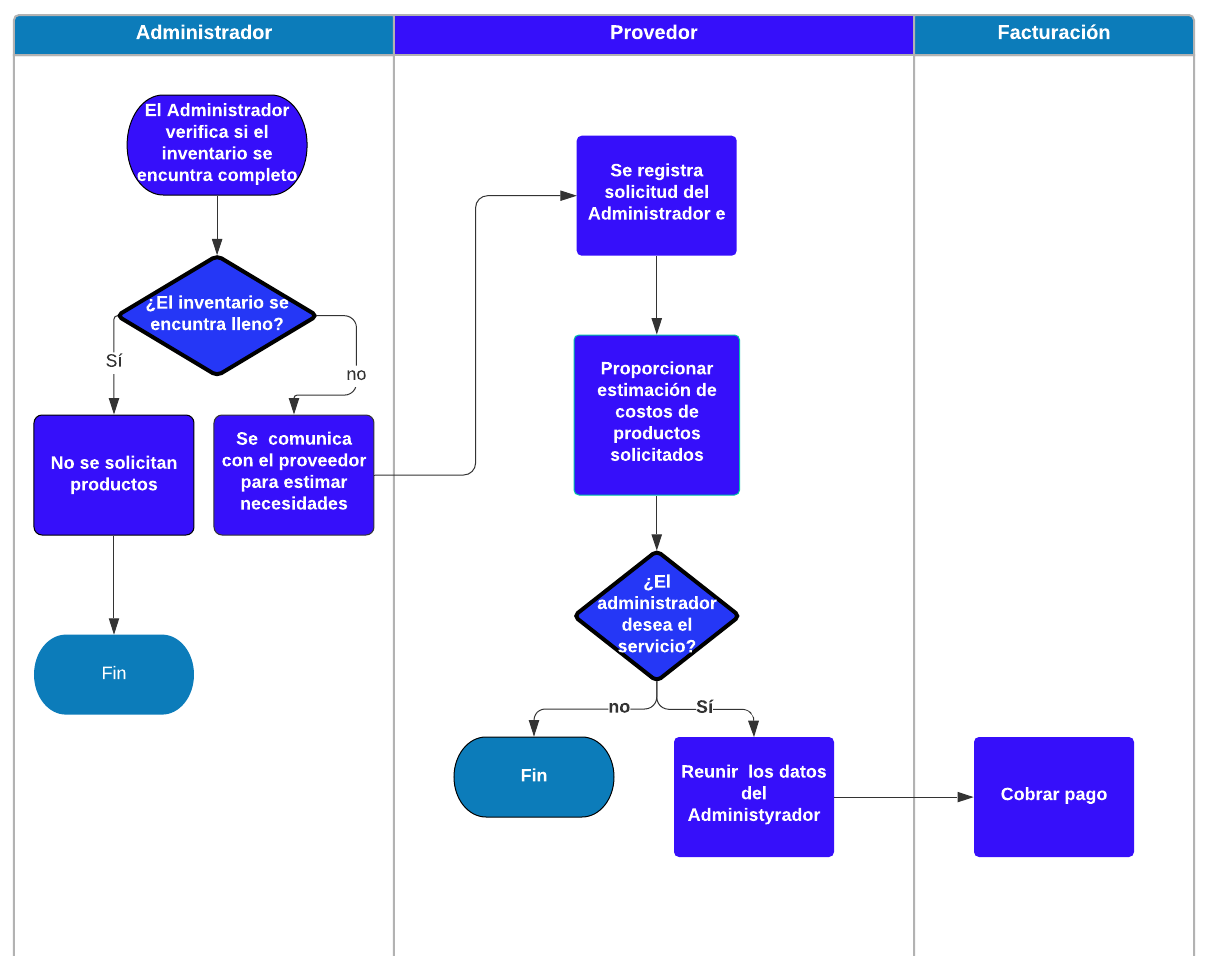 Administrador
Provedor
Facturación
El Administrador
verifica si el
inventario se
encuntra completo
¿El inventario se
encuntra lleno?
Sí
no
No se solicitan
productos
Se  comunica
con el proveedor
para estimar
necesidades
Fin
Se registra
solicitud del
Administrador e
Proporcionar
estimación de
costos de
productos
solicitados
¿El
administrador
desea el
servicio?
no
Sí
Fin
Reunir  los datos
del
Administyrador
Cobrar pago